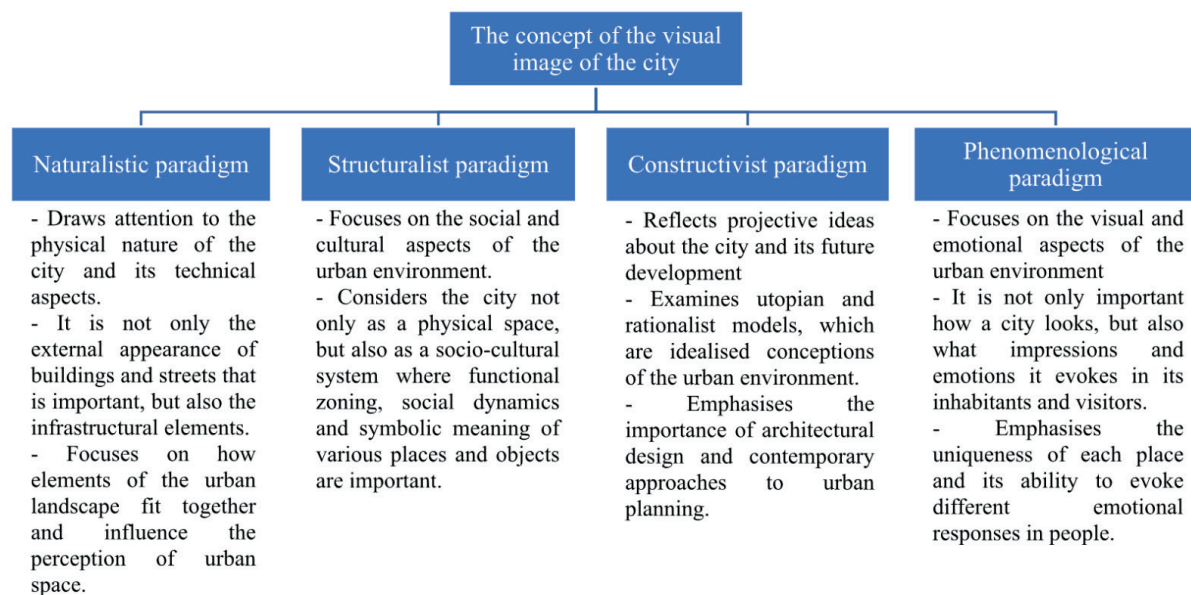 The concept of the visual
image of the city
Naturalistic paradigm
- Draws attention to the
physical nature of the
city and its technical
aspects.
- It is not only the
external appearance of
buildings and streets that
is important, but also the
infrastructural elements.
- Focuses on how
elements of the urban
landscape fit together
and influence the
perception of urban
space.
Structuralist paradigm
- Focuses on the social and
cultural aspects of the
urban environment.
- Considers the city not
only as a physical space,
but also as a socio-cultural
system where functional
zoning, social dynamics
and symbolic meaning of
various places and objects
are important.
Constructivist paradigm
- Reflects projective ideas
about the city and its future
development
- Examines utopian and
rationalist models, which
are idealised conceptions
of the urban environment.
- Emphasises the
importance of architectural
design and contemporary
approaches to urban
planning.
Phenomenological
paradigm
- Focuses on the visual and
emotional aspects of the
urban environment
- It is not only important
how a city looks, but also
what impressions and
emotions it evokes in its
inhabitants and visitors.
- Emphasises the
uniqueness of each place
and its ability to evoke
different emotional
responses in people.